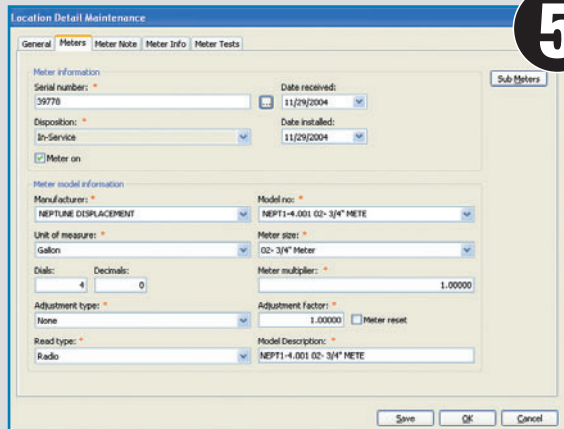 Location Detail Maintenance
5
General Meters Meter Note Meter Info Meter Tests
Meter information
Sub Meters
Serial number: * Date received:
39778 ... 11/29/2004
Disposition: * Date installed:
In-Service 11/29/2004
Meter on
Meter model information
Manufacturer: * Model no: *
NEPTUNE DISPLACEMENT NEPT1-4.001 02- 3/4" METE
Unit of measure: * Meter size: *
Gallon 02- 3/4" Meter
Dials: Decimals: Meter multiplier: *
4 0 1.00000
Adjustment type: * Adjustment factor: *
None 1.00000 Meter reset
Read type: * Model Description: *
Radio NEPT1-4.001 02- 3/4" METE
Save OK Cancel